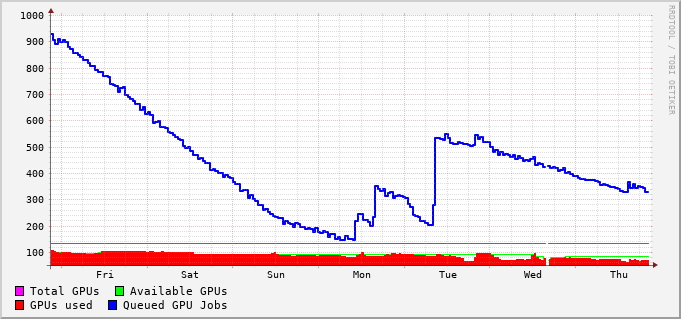 1000
900
800
700
600
500
400
300
200
100
Fri Sat Sun Mon Tue Wed Thu
Total GPUs Available GPUs
GPUs used Queued GPU Jobs
RRDTOOL / TOBI OETIKER